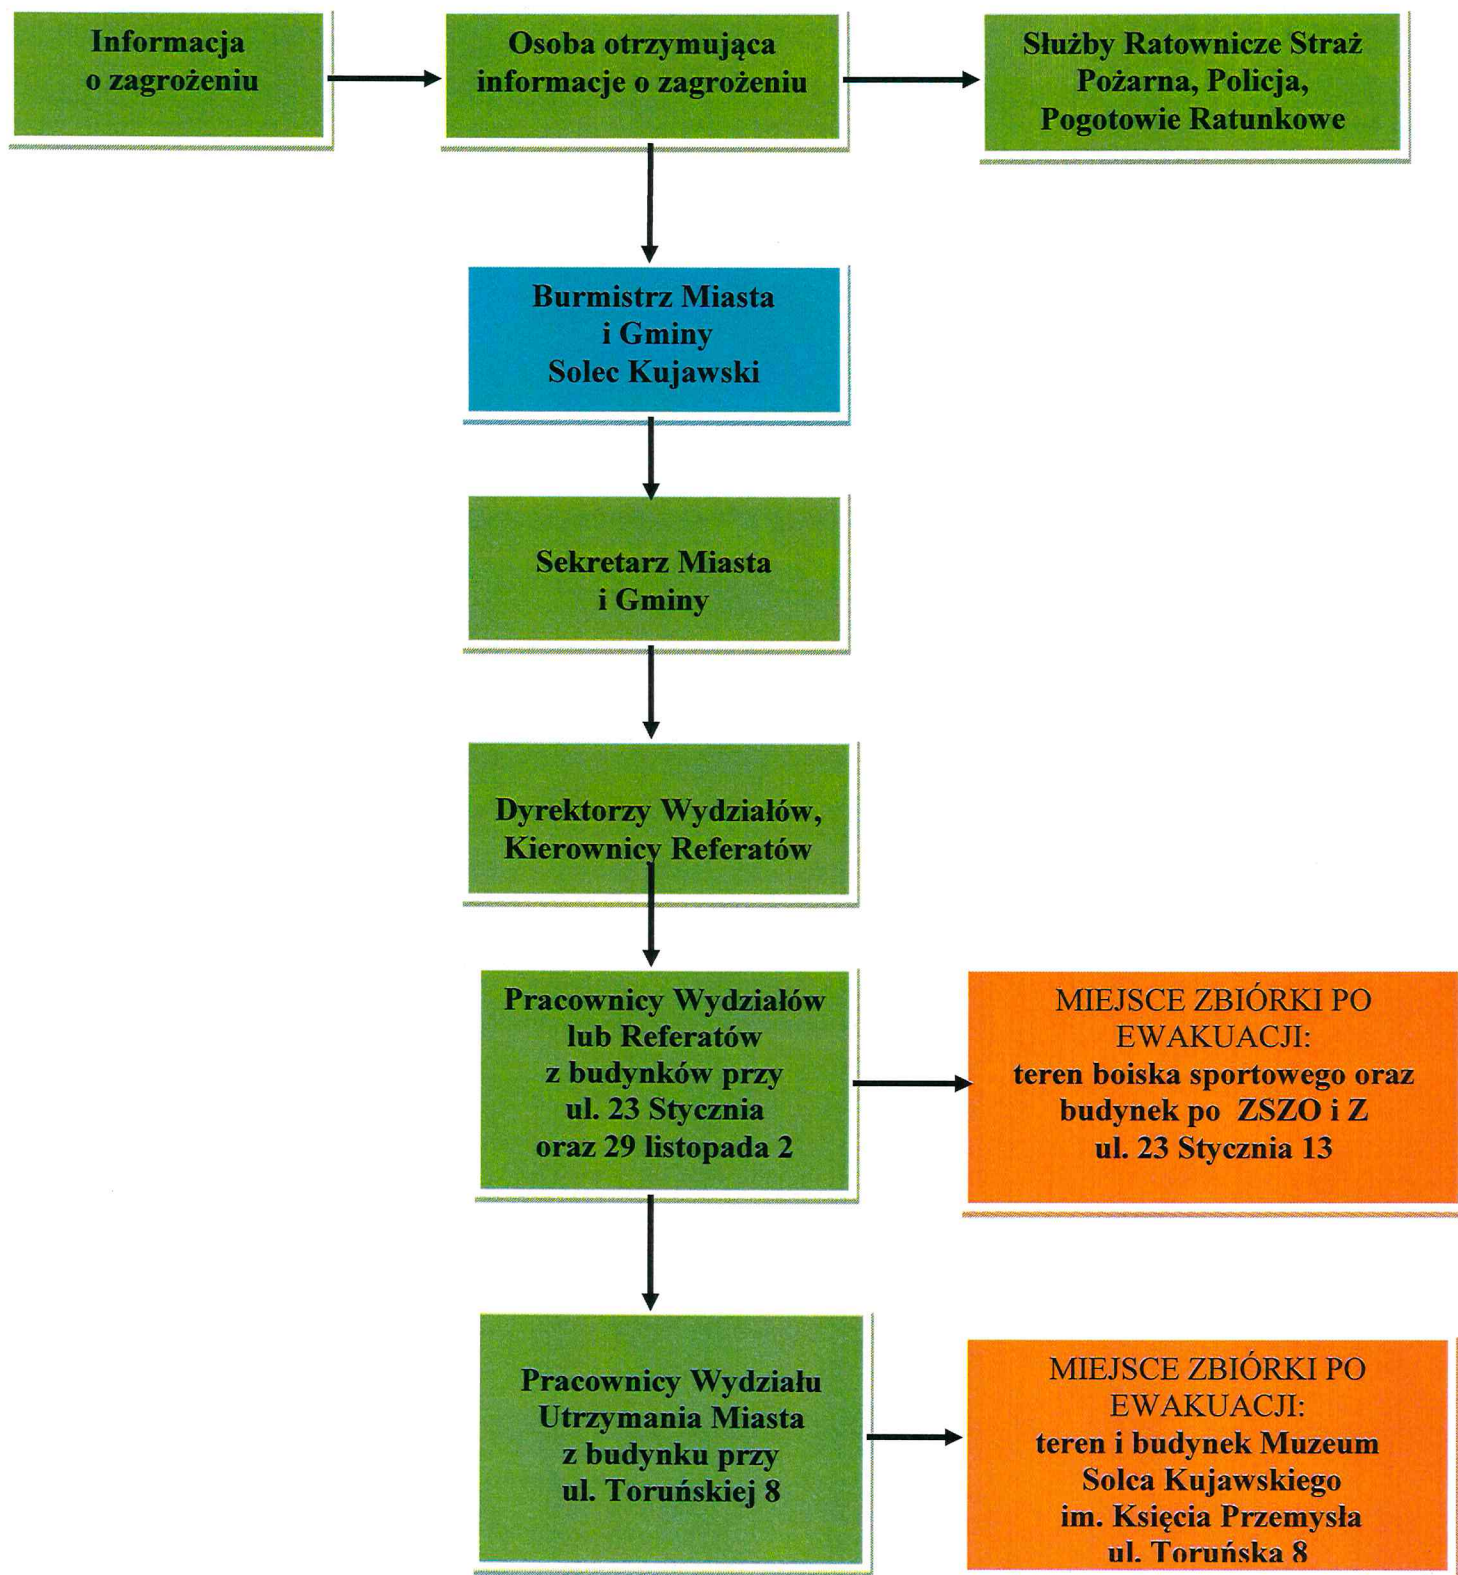 Informacja
o zagrożeniu
Osoba otrzymująca
informacje o zagrożeniu
Służby Ratownicze Straż
Pożarna, Policja,
Pogotowie Ratunkowe
Burmistrz Miasta
i Gminy
Solec Kujawski
Sekretarz Miasta
i Gminy
Dyrektorzy Wydziałów,
Kierownicy Referatów
Pracownicy Wydziałów
lub Referatów
z budynków przy
ul. 23 Stycznia
oraz 29 listopada 2
MIEJSCE ZBIÓRKI PO
EWAKUACJI:
teren boiska sportowego oraz
budynek po ZSZO i Z
ul. 23 Stycznia 13
Pracownicy Wydziału
Utrzymania Miasta
z budynku przy
ul. Toruńskiej 8
MIEJSCE ZBIÓRKI PO
EWAKUACJI:
teren i budynek Muzeum
Solca Kujawskiego
im. Księcia Przemysła
ul. Toruńska 8